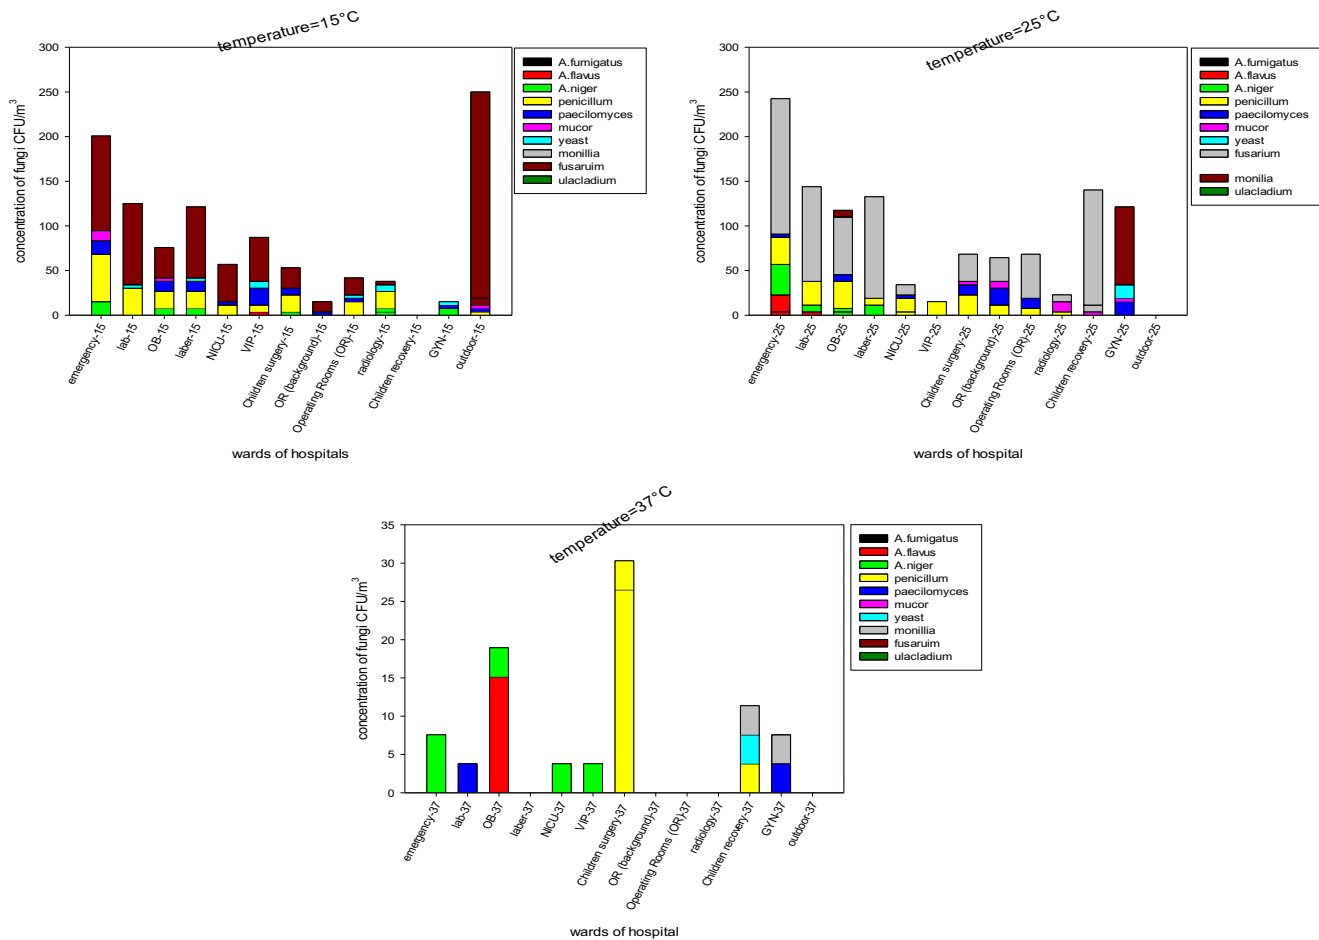 temperature=15°C
concentration of fungi CFU/m³
300
250
200
150
100
50
0
A.fumigatus
A.flavus
A.niger
penicillum
paecilomyces
mucor
yeast
monillia
fusaruim
ulacladium
emergency-15
lab-15
OB-15
laber-15
NICU-15
VIP-15
Children surgery-15
OR (background)-15
Operating Rooms (OR)-15
radiology-15
Children recovery-15
GYN-15
outdoor-15
wards of hospitals
temperature=25°C
concentration of fungi CFU/m³
300
250
200
150
100
50
0
A.fumigatus
A.flavus
A.niger
penicillum
paecilomyces
mucor
yeast
fusarium
monilia
ulacladium
emergency-25
lab-25
OB-25
laber-25
NICU-25
VIP-25
Children surgery-25
OR (background)-25
Operating Rooms (OR)-25
radiology-25
Children recovery-25
GYN-25
outdoor-25
wards of hospital
temperature=37°C
concentration of fungi CFU/m³
35
30
25
20
15
10
5
0
A.fumigatus
A.flavus
A.niger
penicillum
paecilomyces
mucor
yeast
monillia
fusaruim
ulacladium
emergency-37
lab-37
OB-37
laber-37
NICU-37
VIP-37
Children surgery-37
OR (background)-37
Operating Rooms (OR)-37
radiology-37
Children recovery-37
GYN-37
outdoor-37
wards of hospital